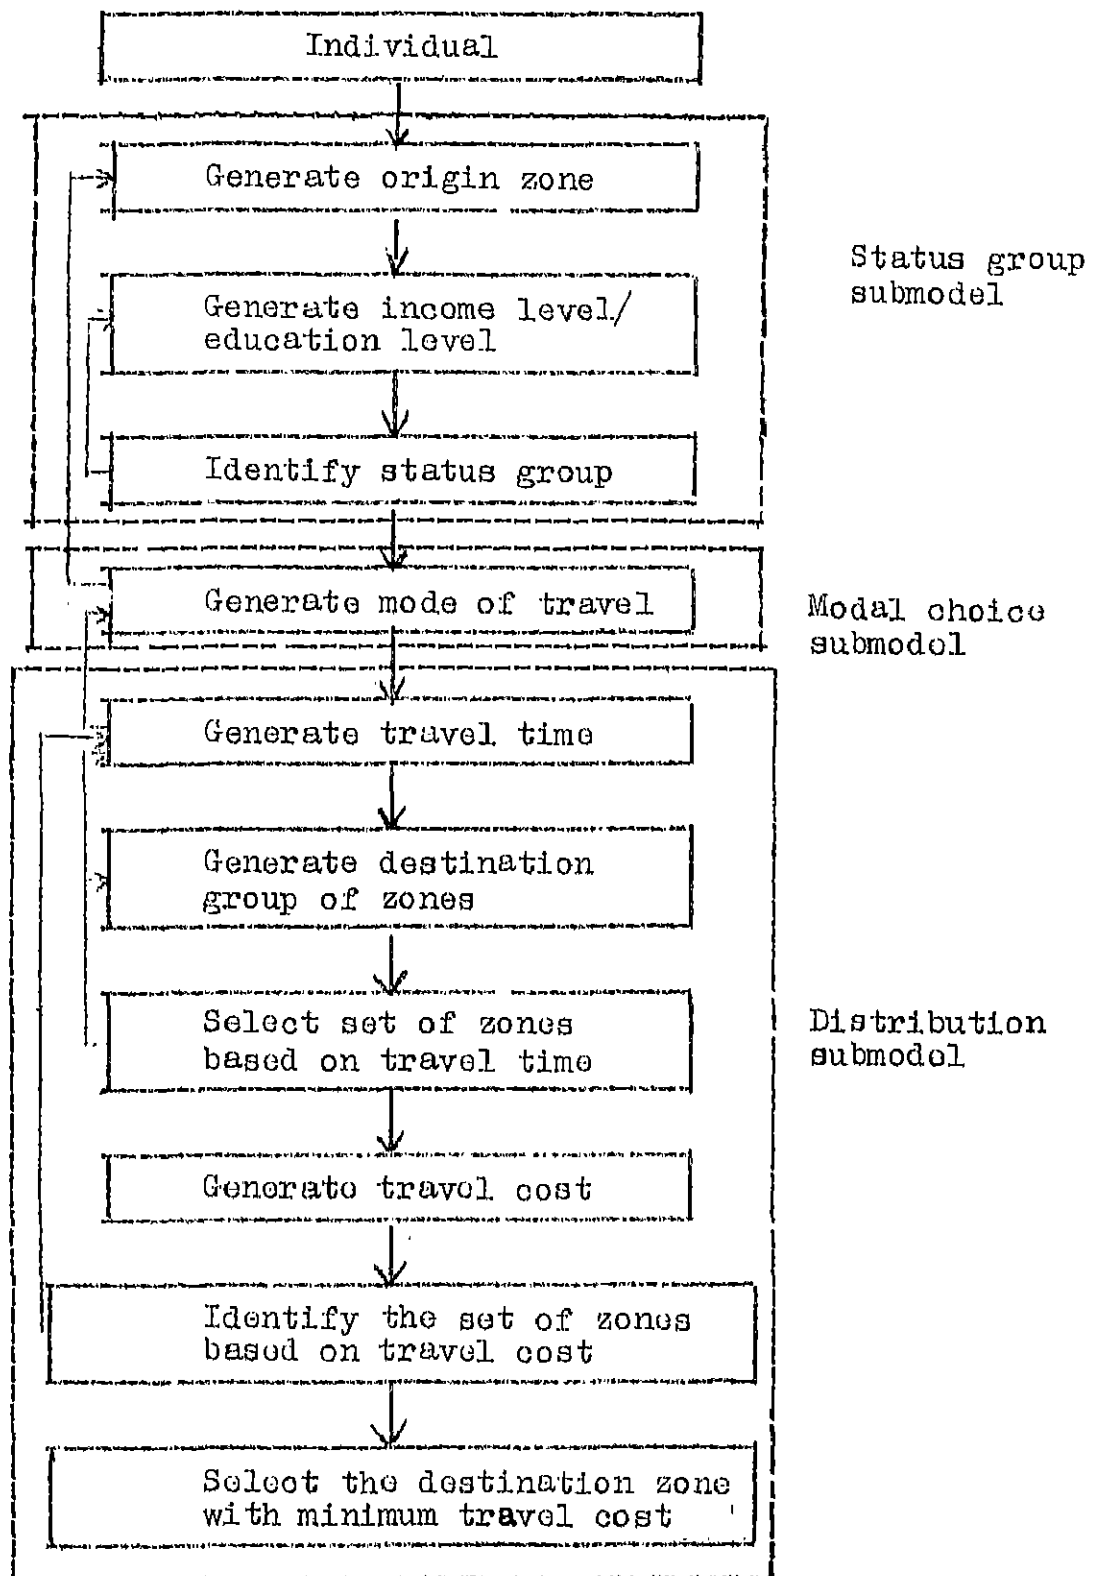 Individual
Generate origin zone
Generate income level/
education level
Status group
submodel
Identify status group
Generate mode of travel
Modal choice
submodel
Generate travel time
Generate destination
group of zones
Select set of zones
based on travel time
Distribution
submodel
Generate travel cost
Identify the set of zones
based on travel cost
Select the destination zone
with minimum travel cost